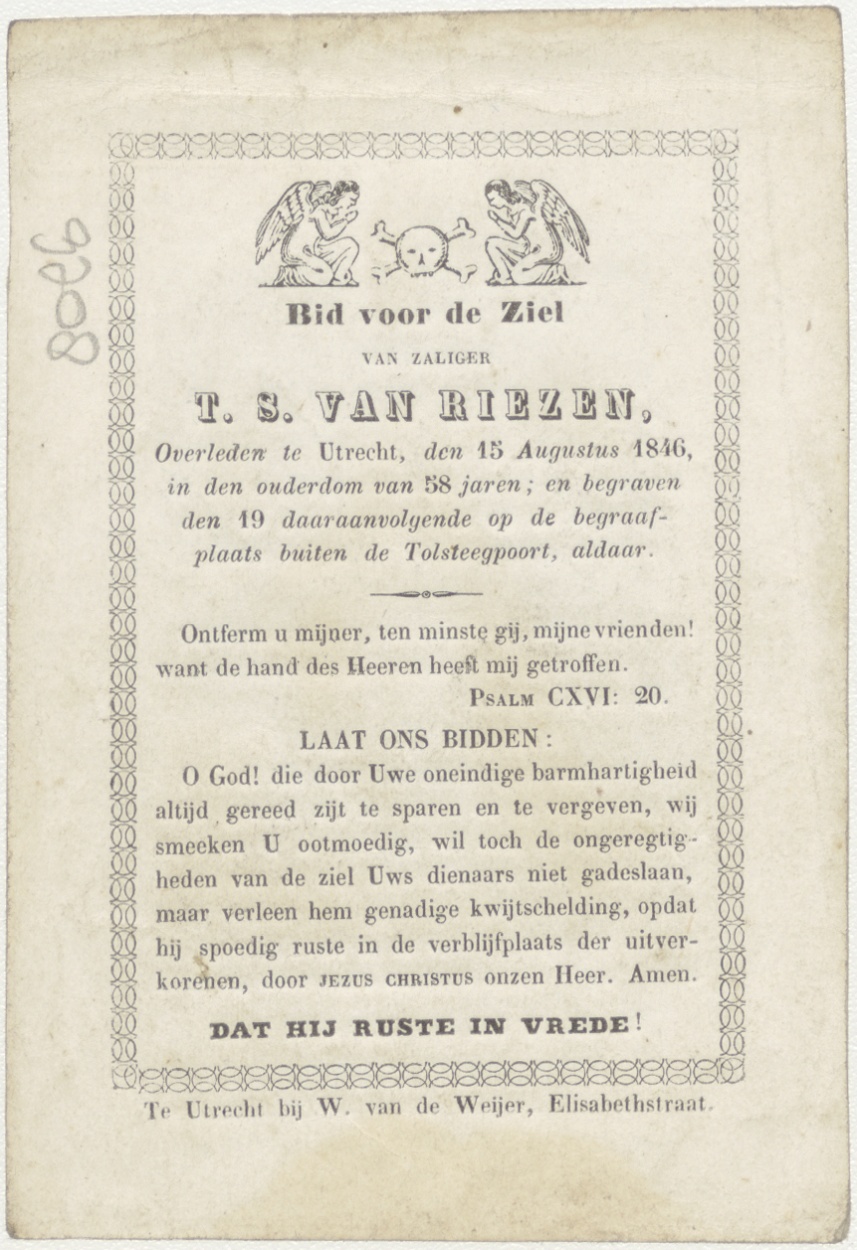 Bid voor de Ziel
VAN ZALIGER
T. S. VAN RIEZEN,
Overleden te Utrecht, den 15 Augustus 1846,
in den ouderdom van 58 jaren; en begraven
den 19 daaraanvolgende op de begraaf-
plaats buiten de Tolsteegpoort, aldaar.
Ontferm u mijner, ten minste gij, mijne vrienden!
want de hand des Heeren heeft mij getroffen.
PSALM CXVI: 20.
LAAT ONS BIDDEN:
O God! die door Uwe oneindige barmhartigheid
altijd gereed zijt te sparen en te vergeven, wij
smeeken U ootmoedig, wil toch de ongeregtig-
heden van de ziel Uws dienaars niet gadeslaan,
maar verleen hem genadige kwijtschelding, opdat
hij spoedig ruste in de verblijfplaats der uitver-
korenen, door JEZUS CHRISTUS onzen Heer. Amen.
DAT HIJ RUSTE IN VREDE!
Te Utrecht bij W. van de Weijer, Elisabethstraat.